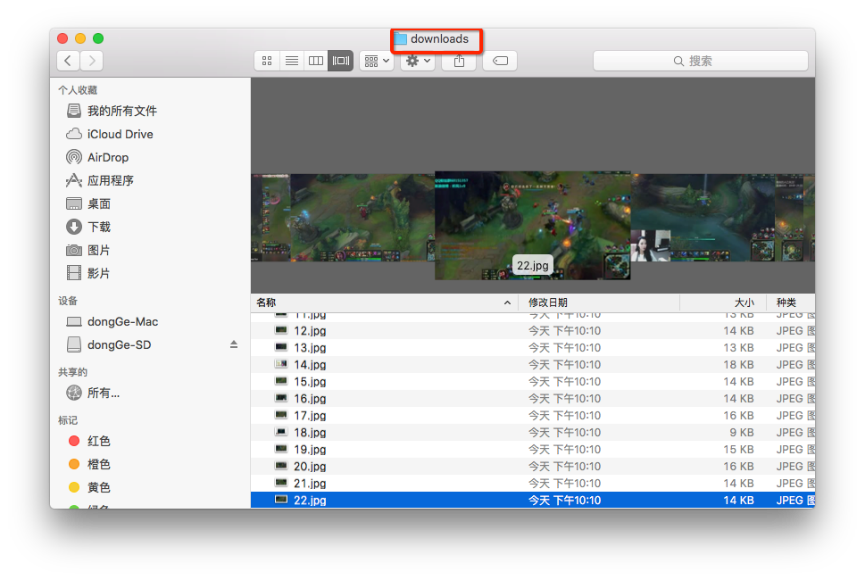 downloads
搜索
个人收藏
我的所有文件
iCloud Drive
AirDrop
应用程序
桌面
下载
图片
影片
设备
dongGe-Mac
dongGe-SD
共享的
所有...
标记
红色
橙色
黄色
绿色
22.jpg
名称 修改日期 大小 种类
11.jpg 今天 下午10:10 13 KB JPEG 图
12.jpg 今天 下午10:10 14 KB JPEG 图
13.jpg 今天 下午10:10 13 KB JPEG 图
14.jpg 今天 下午10:10 18 KB JPEG 图
15.jpg 今天 下午10:10 14 KB JPEG 图
16.jpg 今天 下午10:10 14 KB JPEG 图
17.jpg 今天 下午10:10 16 KB JPEG 图
18.jpg 今天 下午10:10 9 KB JPEG 图
19.jpg 今天 下午10:10 15 KB JPEG 图
20.jpg 今天 下午10:10 16 KB JPEG 图
21.jpg 今天 下午10:10 14 KB JPEG 图
22.jpg 今天 下午10:10 14 KB JPEG 图